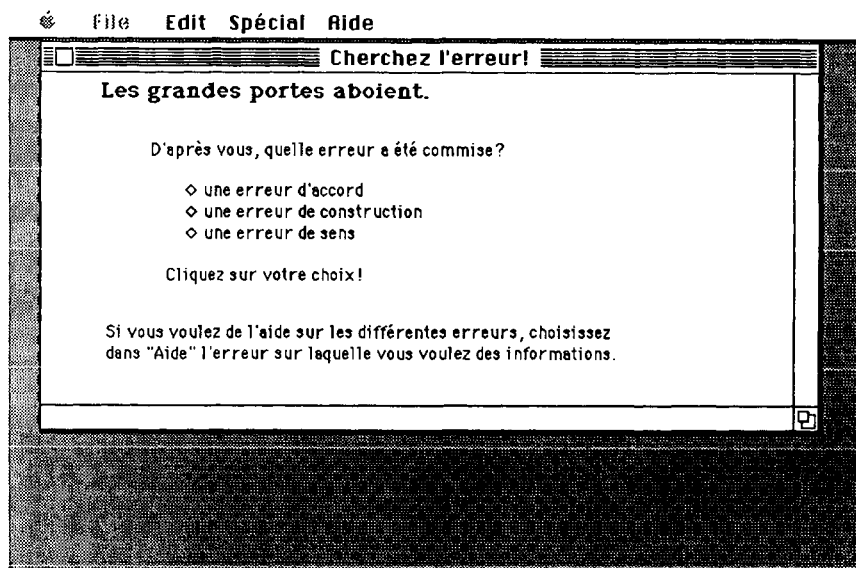 File Edit Spécial Aide
Cherchez l'erreur!
Les grandes portes aboient.
D'après vous, quelle erreur a été commise?
◇ une erreur d'accord
◇ une erreur de construction
◇ une erreur de sens
Cliquez sur votre choix!
Si vous voulez de l'aide sur les différentes erreurs, choisissez
dans "Aide" l'erreur sur laquelle vous voulez des informations.